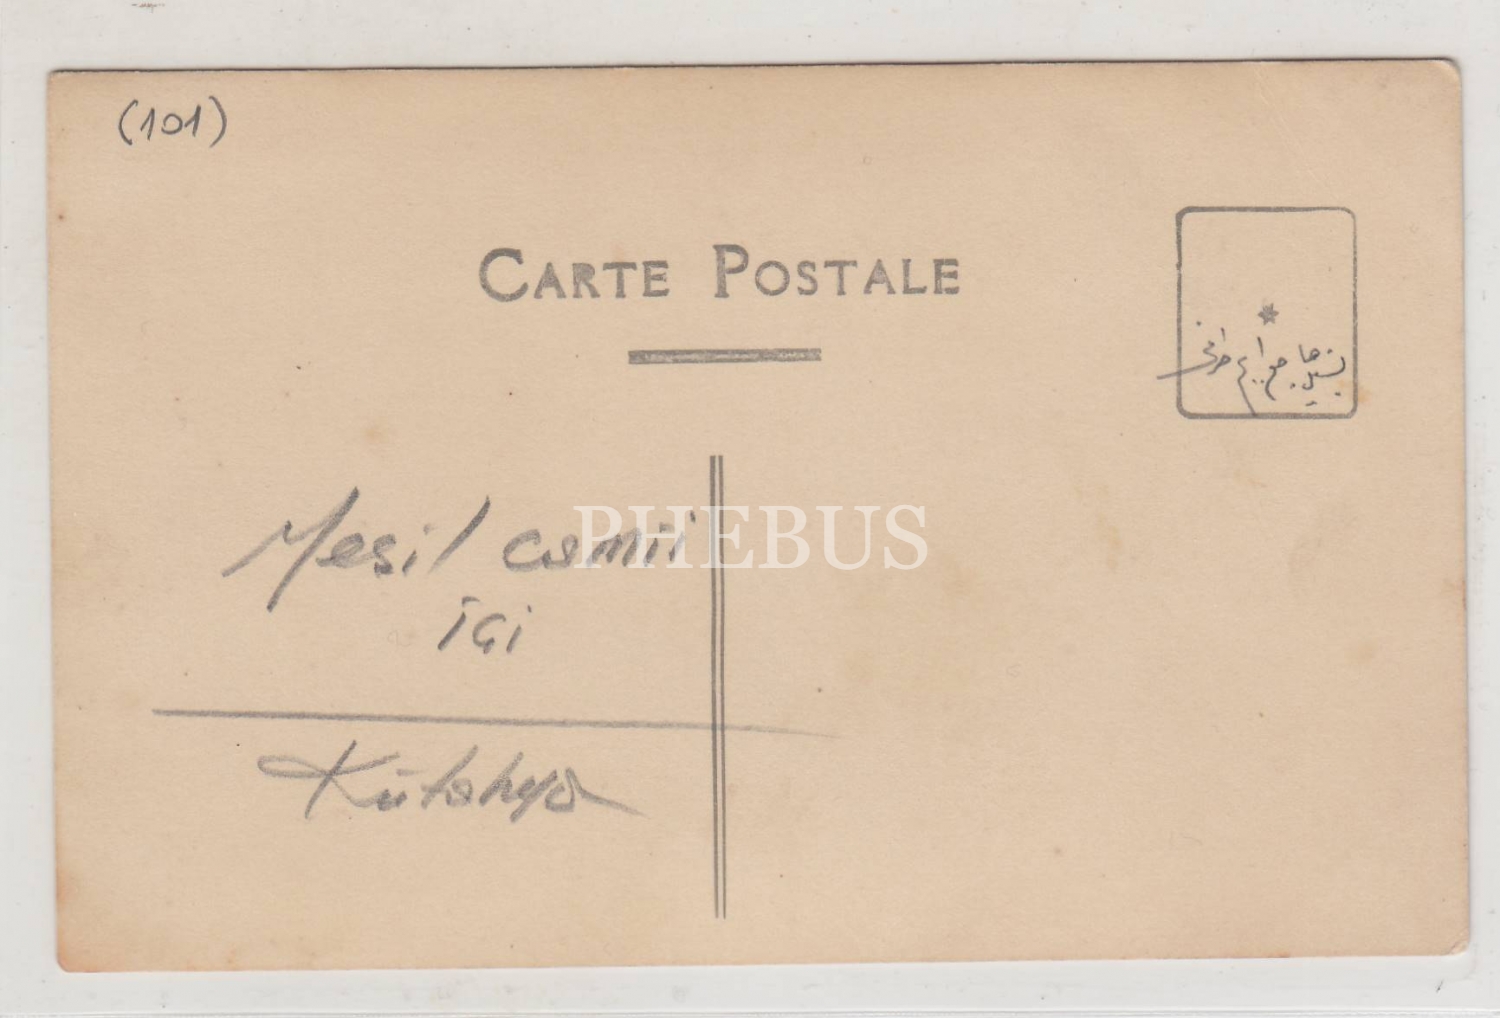 (101)
CARTE POSTALE
Mesil camii
içi
Kütahya
PHEBUS